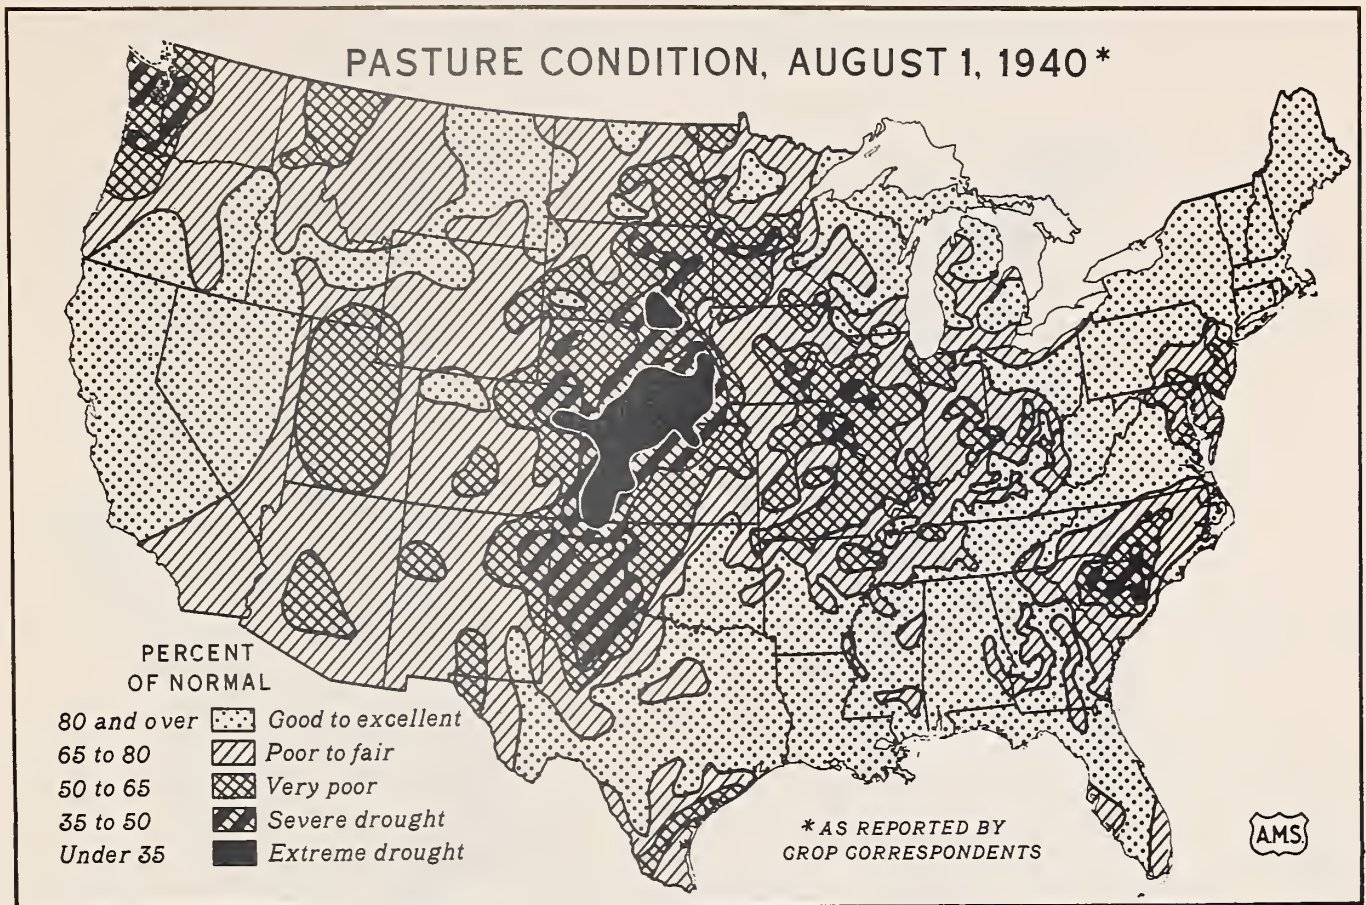 PASTURE CONDITION, AUGUST 1, 1940*
PERCENT
OF NORMAL
80 and over Good to excellent
65 to 80 Poor to fair
50 to 65 Very poor
35 to 50 Severe drought
Under 35 Extreme drought
* AS REPORTED BY
CROP CORRESPONDENTS
A.M.S.